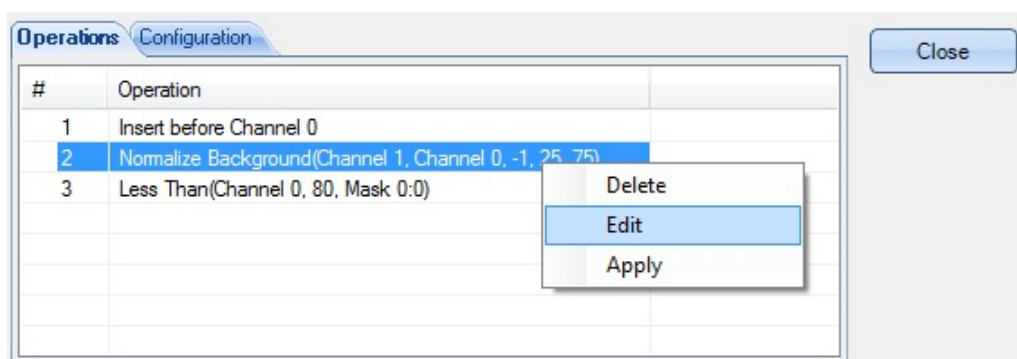 Operations Configuration
Close
# Operation
1 Insert before Channel 0
2 Normalize Background(Channel 1, Channel 0, -1, 25, 75)
3 Less Than(Channel 0, 80, Mask 0:0)
Delete
Edit
Apply